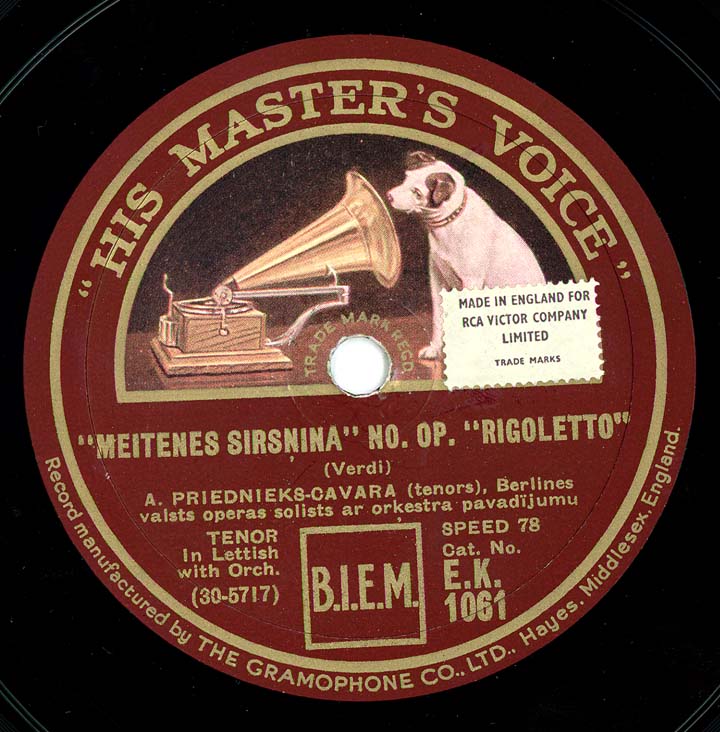 "HIS MASTER'S VOICE"
TRADE MARK REGD
MADE IN ENGLAND FOR
RCA VICTOR COMPANY
LIMITED
TRADE MARKS
"MEITENES SIRSŅINA" NO. OP. "RIGOLETTO"
(Verdi)
A. PRIEDNIEKS-CAVARA (tenors), Berlines
valsts operas solists ar orķestra pavadījumu
TENOR
In Lettish
with Orch.
(30-5717)
B.I.E.M.
SPEED 78
Cat. No.
E.K.
1061
Record manufactured by THE GRAMOPHONE CO., LTD., Hayes, Middlesex, England.